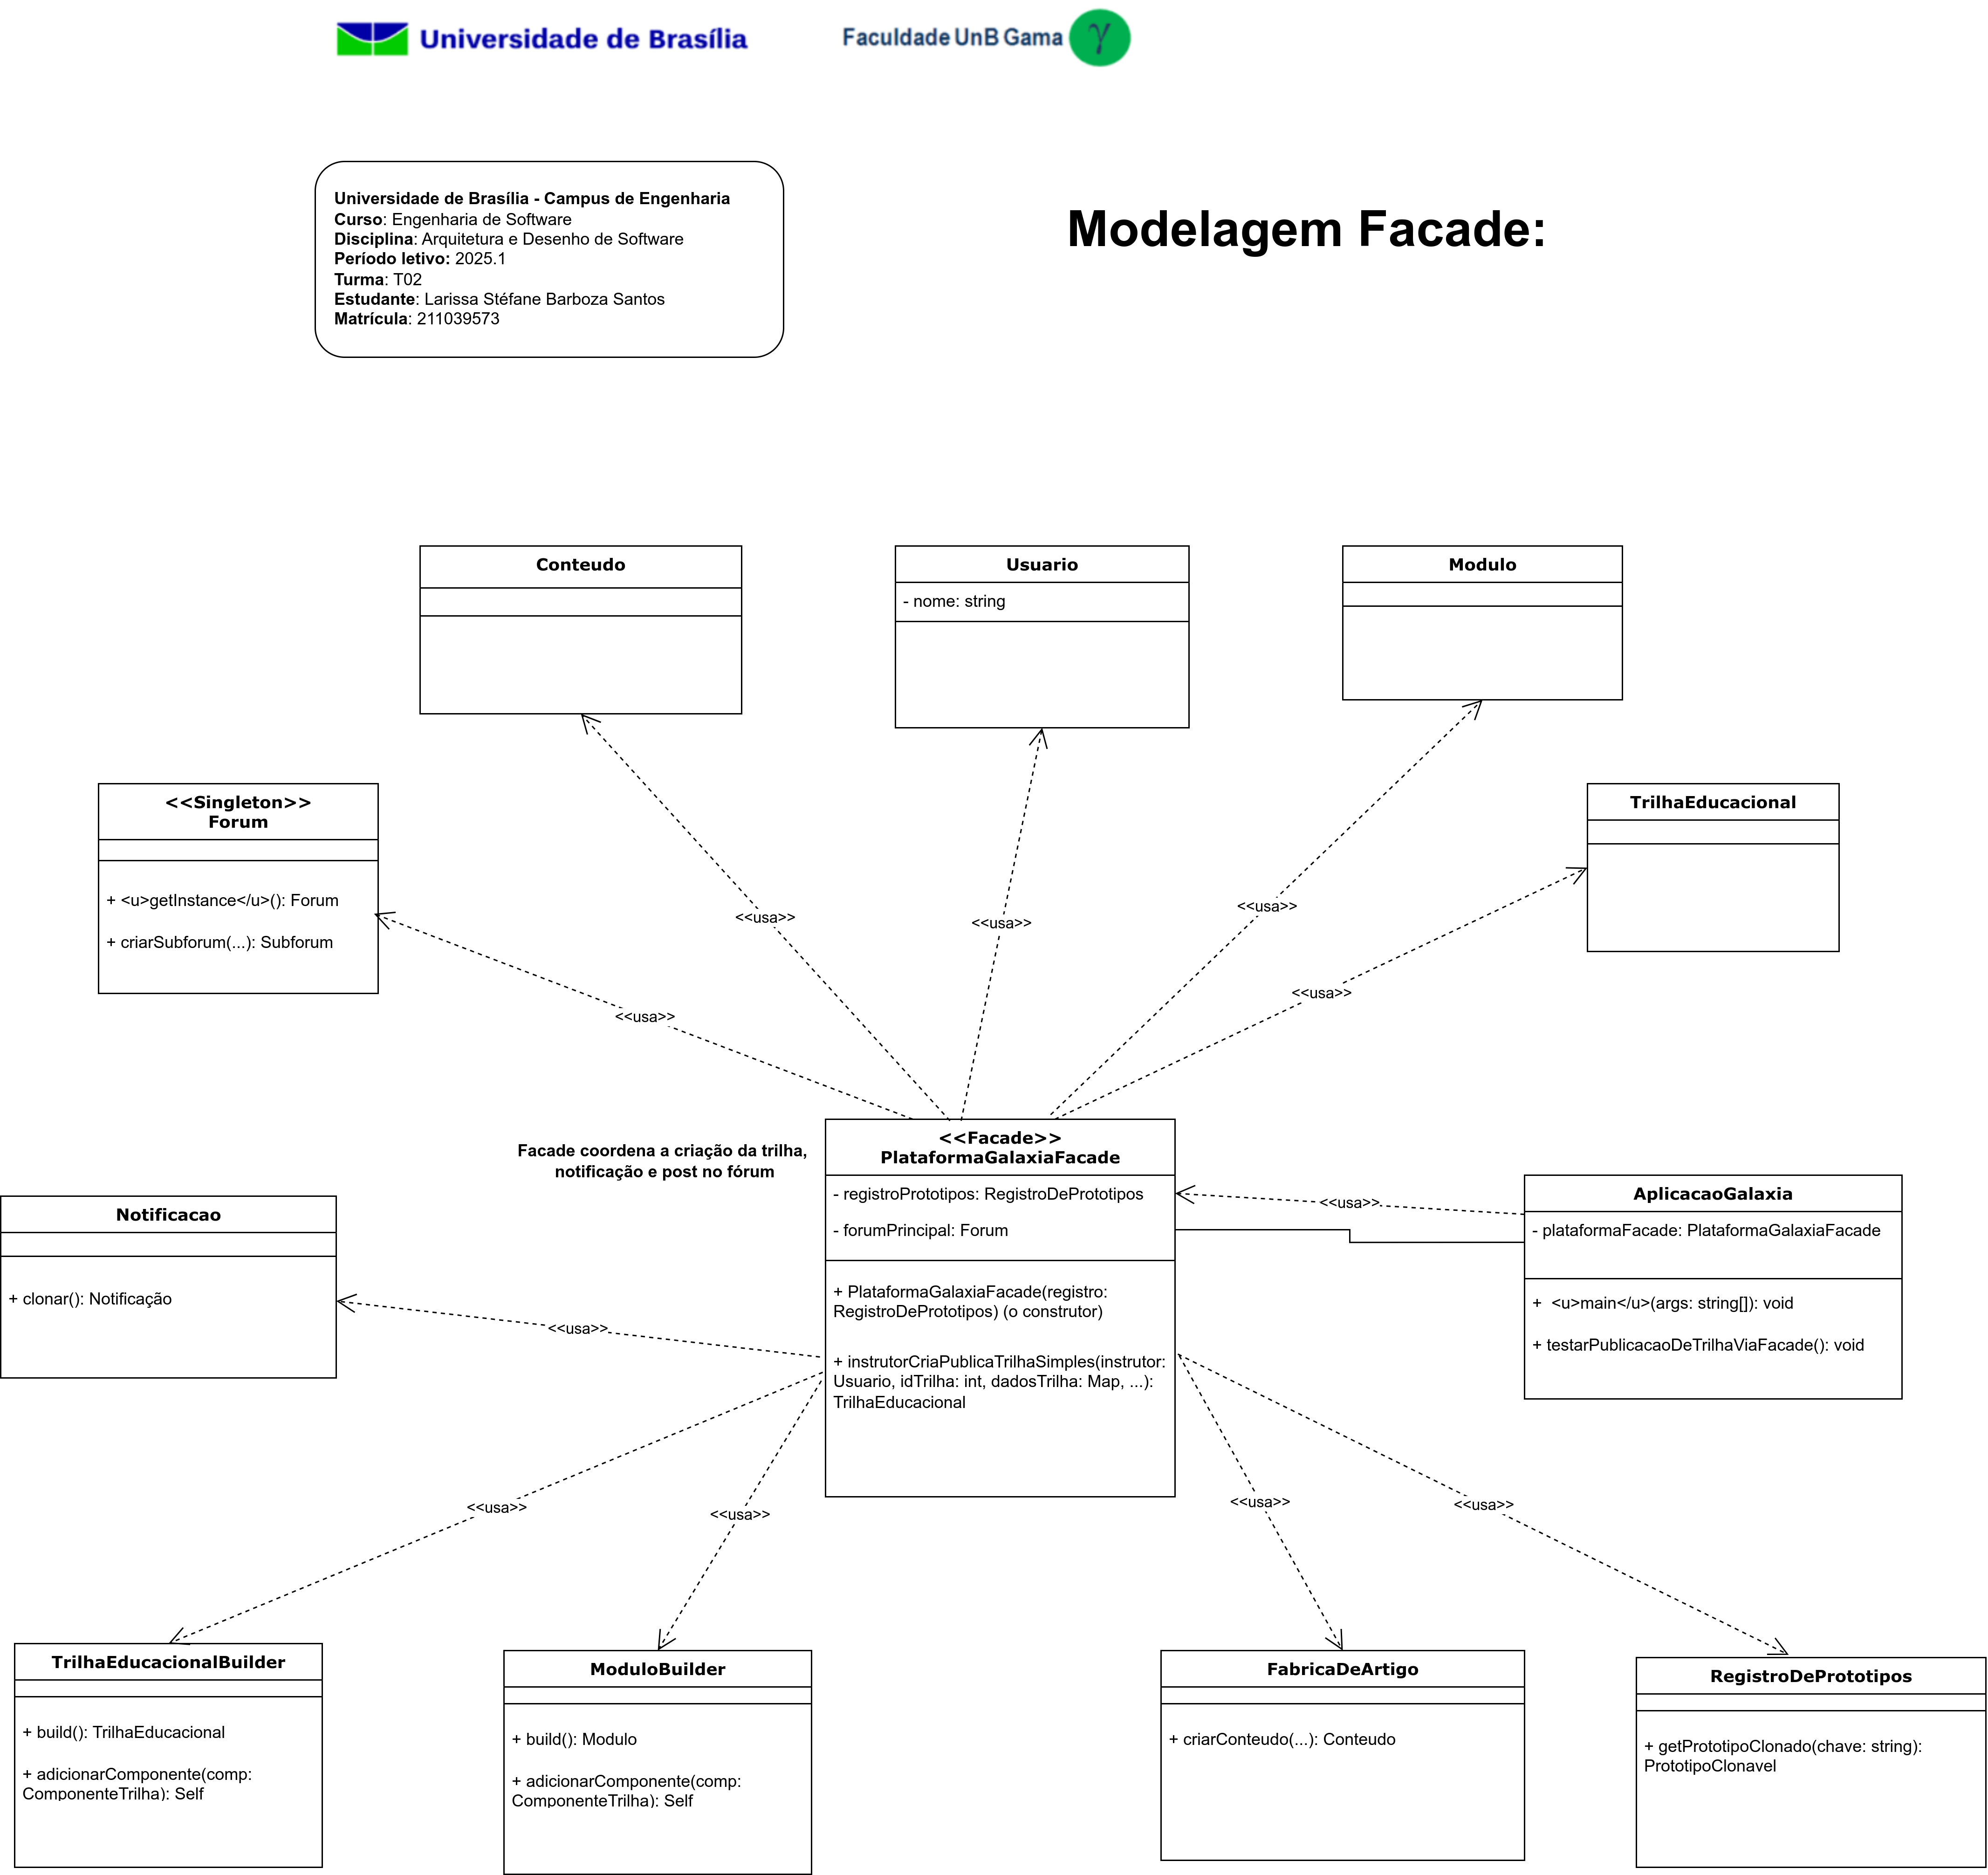 Universidade de Brasília
Faculdade UnB Gama
γ
Universidade de Brasília - Campus de Engenharia
Curso: Engenharia de Software
Disciplina: Arquitetura e Desenho de Software
Período letivo: 2025.1
Turma: T02
Estudante: Larissa Stéfane Barboza Santos
Matrícula: 211039573
Modelagem Facade:
Conteudo
Usuario
- nome: string
Modulo
<<Singleton>>
Forum
+ <u>getInstance</u>(): Forum
+ criarSubforum(...): Subforum
TrilhaEducacional
<<usa>>
<<usa>>
<<usa>>
<<usa>>
<<usa>>
Facade coordena a criação da trilha,
notificação e post no fórum
<<Facade>>
PlataformaGalaxiaFacade
- registroPrototipos: RegistroDePrototipos
- forumPrincipal: Forum
+ PlataformaGalaxiaFacade(registro:
RegistroDePrototipos) (o construtor)
+ instrutorCriaPublicaTrilhaSimples(instrutor:
Usuario, idTrilha: int, dadosTrilha: Map, ...):
TrilhaEducacional
<<usa>>
AplicacaoGalaxia
- plataformaFacade: PlataformaGalaxiaFacade
+  <u>main</u>(args: string[]): void
+ testarPublicacaoDeTrilhaViaFacade(): void
Notificacao
+ clonar(): Notificação
<<usa>>
<<usa>>
<<usa>>
<<usa>>
<<usa>>
TrilhaEducacionalBuilder
+ build(): TrilhaEducacional
+ adicionarComponente(comp:
ComponenteTrilha): Self
ModuloBuilder
+ build(): Modulo
+ adicionarComponente(comp:
ComponenteTrilha): Self
FabricaDeArtigo
+ criarConteudo(...): Conteudo
RegistroDePrototipos
+ getPrototipoClonado(chave: string):
PrototipoClonavel